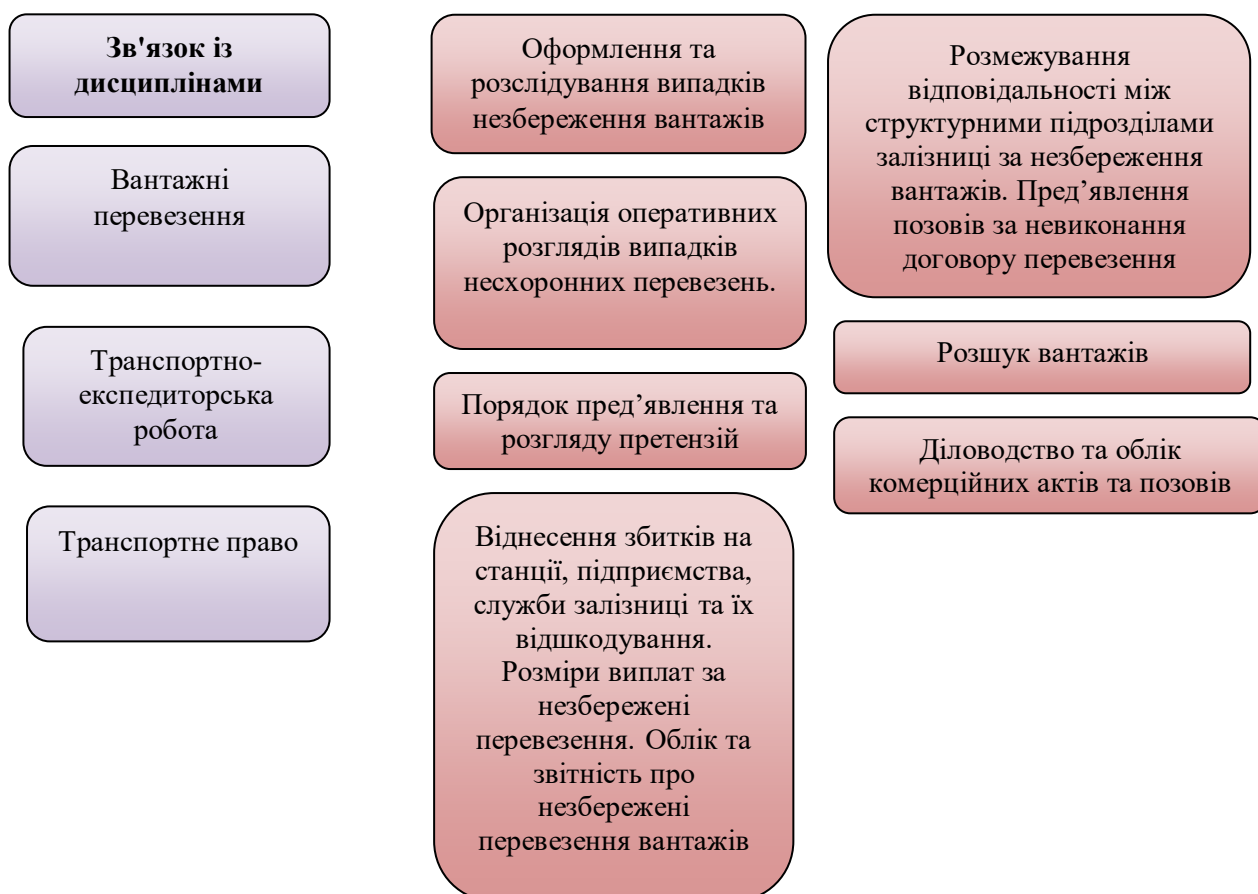 Зв'язок із
дисциплінами
Вантажні
перевезення
Транспортно-
експедиторська
робота
Транспортне право
Оформлення та
розслідування випадків
незбереження вантажів
Організація оперативних
розглядів випадків
несхоронних перевезень.
Порядок пред’явлення та
розгляду претензій
Віднесення збитків на
станції, підприємства,
служби залізниці та їх
відшкодування.
Розміри виплат за
незбережені
перевезення. Облік та
звітність про
незбережені
перевезення вантажів
Розмежування
відповідальності між
структурними підрозділами
залізниці за незбереження
вантажів. Пред’явлення
позовів за невиконання
договору перевезення
Розшук вантажів
Діловодство та облік
комерційних актів та позовів